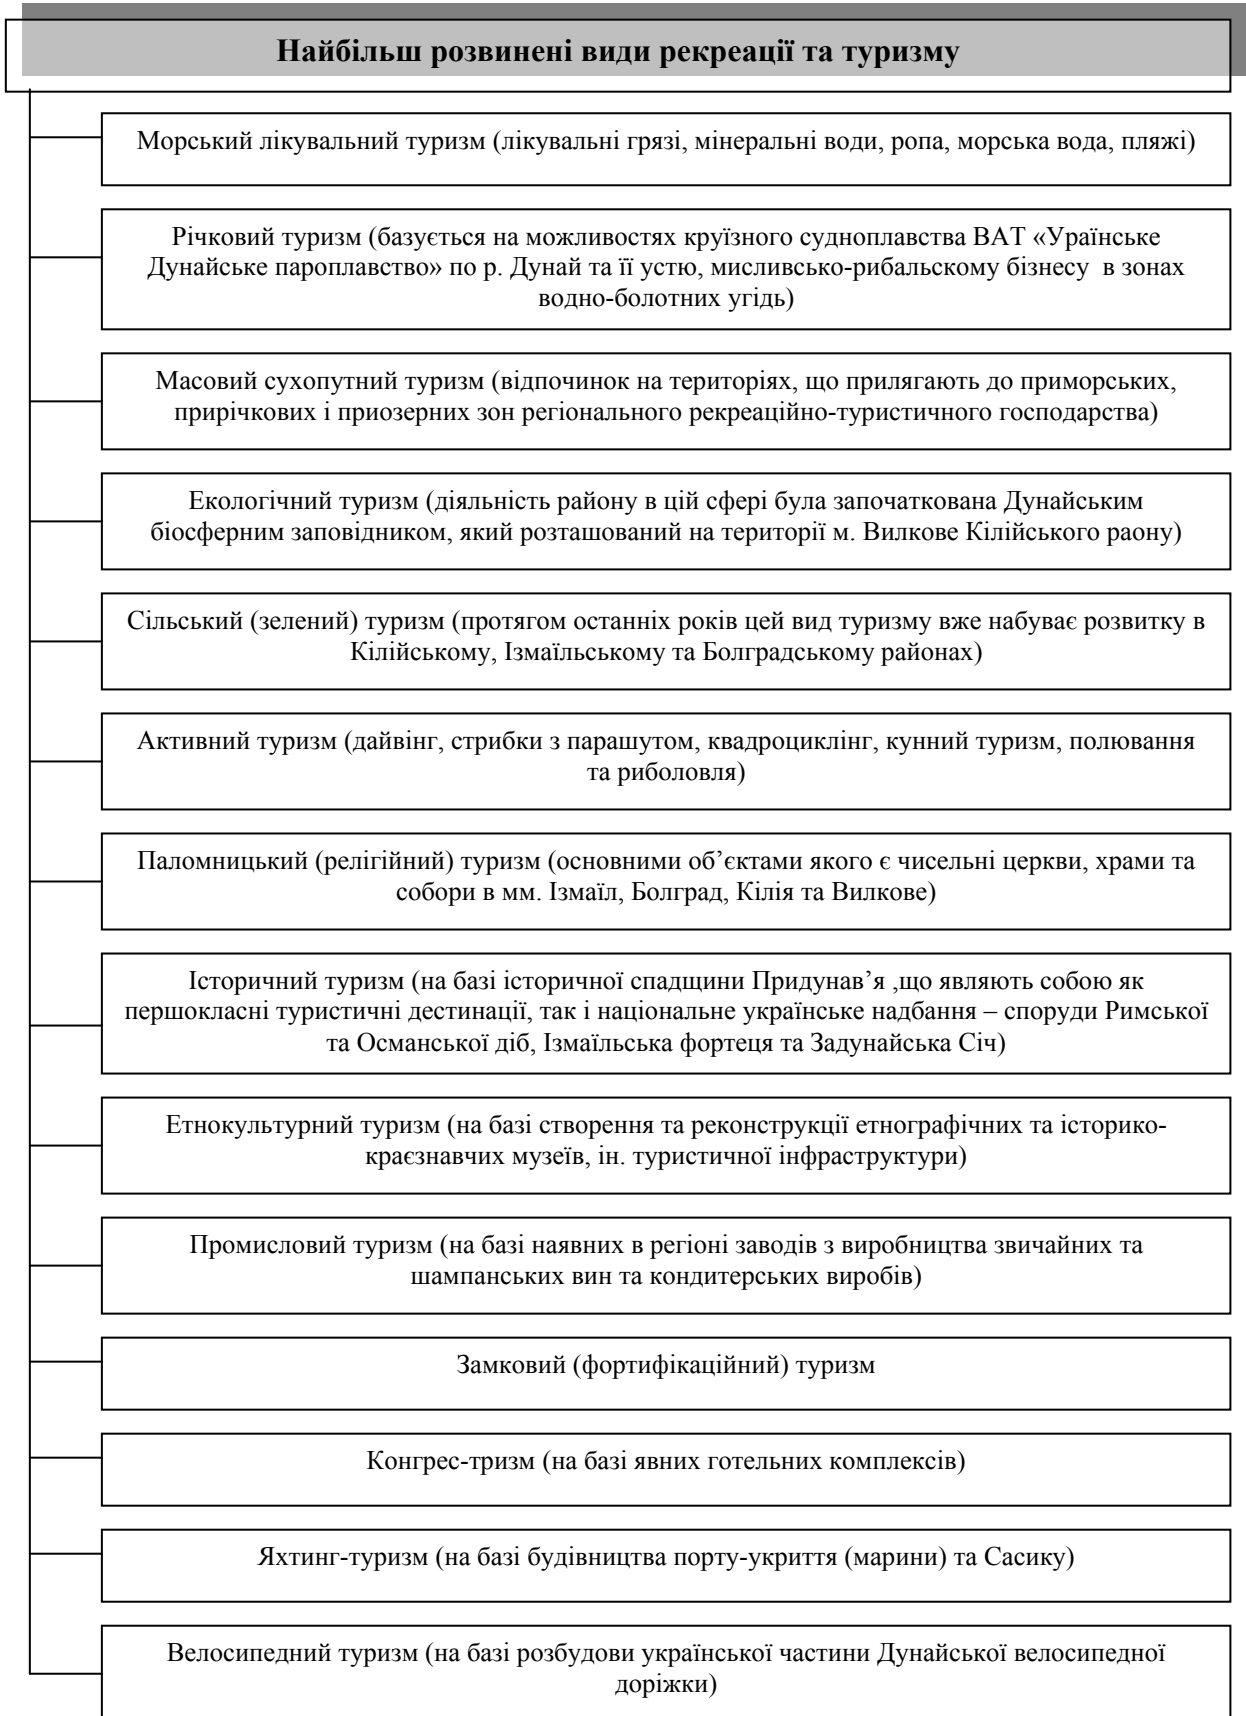 Найбільш розвинені види рекреації та туризму
Морський лікувальний туризм (лікувальні грязі, мінеральні води, ропа, морська вода, пляжі)
Річковий туризм (базується на можливостях круїзного судноплавства ВАТ «Ураїнське
Дунайське пароплавство» по р. Дунай та її устю, мисливсько-рибальскому бізнесу в зонах
водно-болотних угідь)
Масовий сухопутний туризм (відпочинок на територіях, що прилягають до приморських,
прирічкових і приозерних зон регіонального рекреаційно-туристичного господарства)
Екологічний туризм (діяльність району в цій сфері була започаткована Дунайським
біосферним заповідником, який розташований на території м. Вилкове Кілійського раону)
Сільський (зелений) туризм (протягом останніх років цей вид туризму вже набуває розвитку в
Кілійському, Ізмаїльському та Болградському районах)
Активний туризм (дайвінг, стрибки з парашутом, квадроциклінг, кунний туризм, полювання
та риболовля)
Паломницький (релігійний) туризм (основними об’єктами якого є чисельні церкви, храми та
собори в мм. Ізмаїл, Болград, Кілія та Вилкове)
Історичний туризм (на базі історичної спадщини Придунав’я ,що являють собою як
першокласні туристичні дестинації, так і національне українське надбання – споруди Римської
та Османської діб, Ізмаїльська фортеця та Задунайська Січ)
Етнокультурний туризм (на базі створення та реконструкції етнографічних та історико-
краєзнавчих музеїв, ін. туристичної інфраструктури)
Промисловий туризм (на базі наявних в регіоні заводів з виробництва звичайних та
шампанських вин та кондитерських виробів)
Замковий (фортифікаційний) туризм
Конгрес-тризм (на базі явних готельних комплексів)
Яхтинг-туризм (на базі будівництва порту-укриття (марини) та Сасику)
Велосипедний туризм (на базі розбудови української частини Дунайської велосипедної
доріжки)